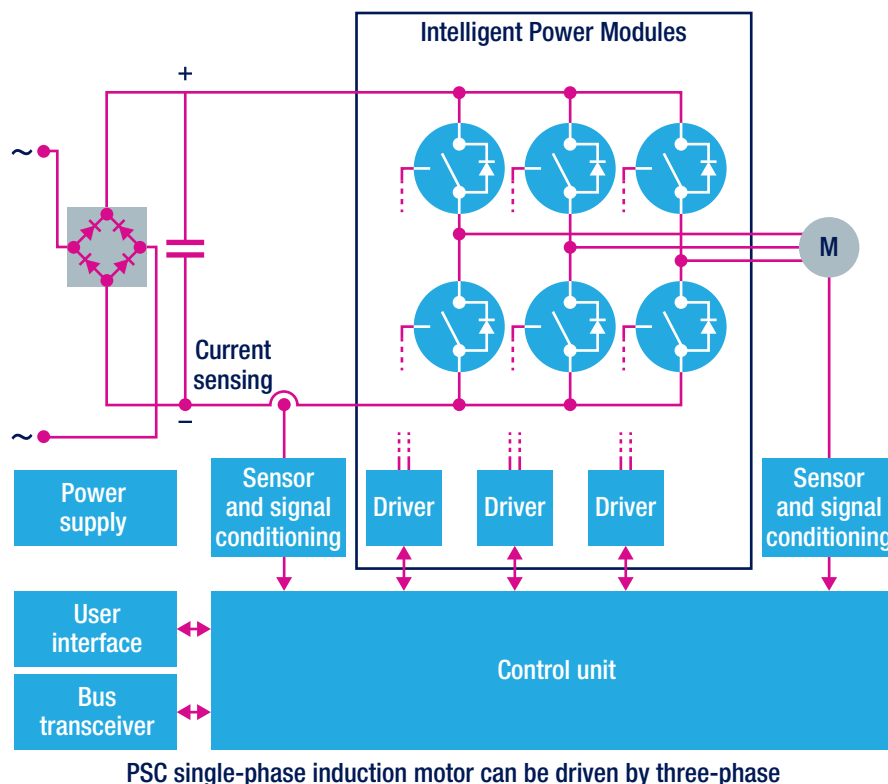 Intelligent Power Modules
+
~
M
Current
sensing
–
~
Power
supply
Sensor
and signal
conditioning
Driver
Driver
Driver
Sensor
and signal
conditioning
User
interface
Control unit
Bus
transceiver
PSC single-phase induction motor can be driven by three-phase